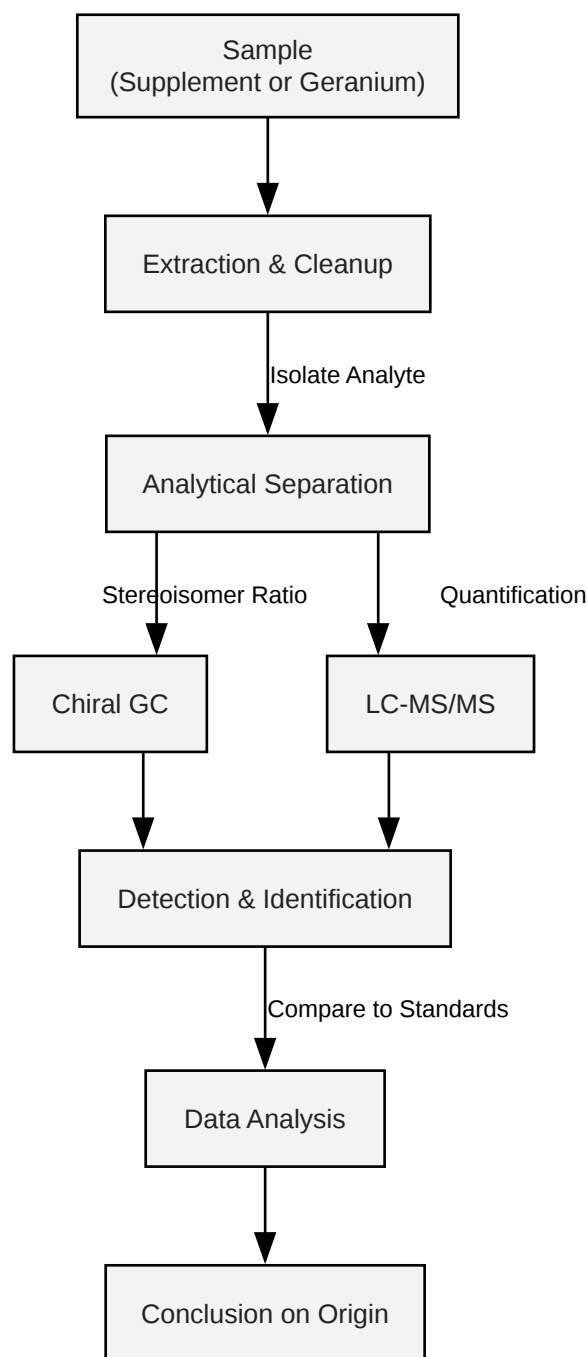 Sample
(Supplement or Geranium)
Extraction & Cleanup
Isolate Analyte
Analytical Separation
Stereoisomer Ratio
Quantification
Chiral GC
LC-MS/MS
Detection & Identification
Compare to Standards
Data Analysis
Conclusion on Origin